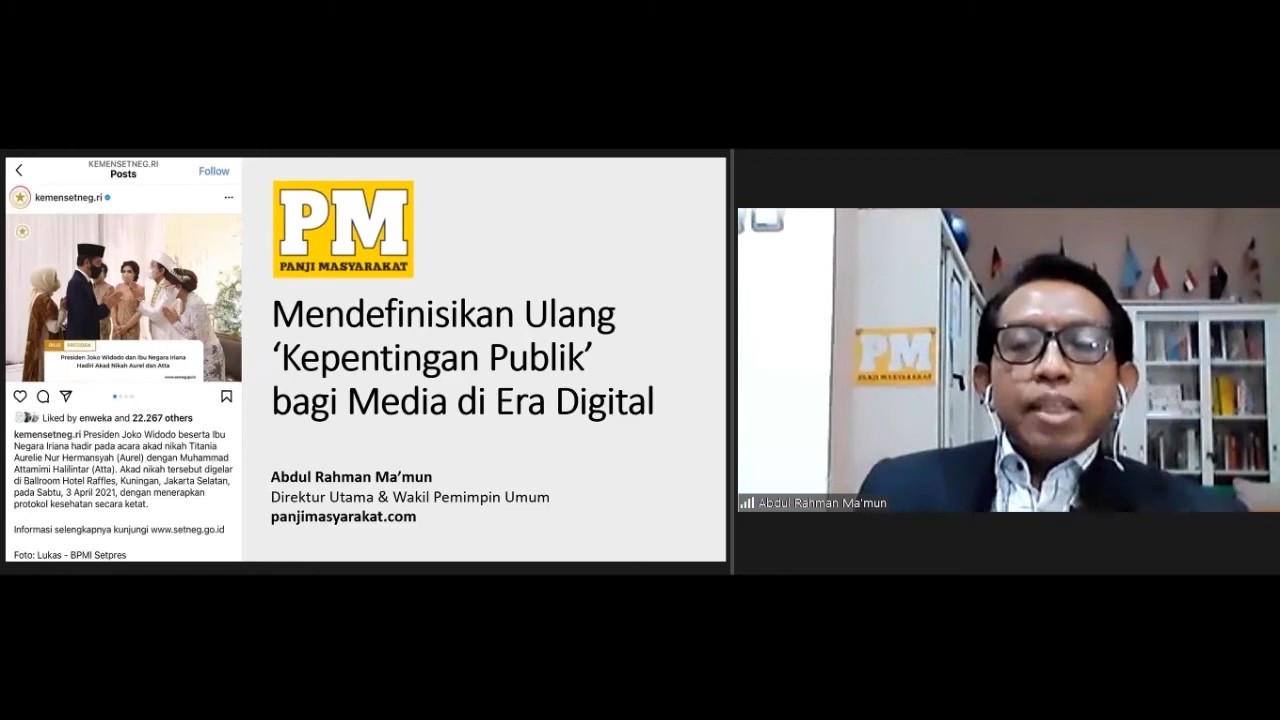 KEMENSETNEG.RI
Posts
Follow
kemensetneg.ri
Presiden Joko Widodo dan Ibu Negara Iriana
Hadiri Akad Nikah Aurel dan Atta
www.setneg.go.id
Liked by enweka and 22.267 others
kemensetneg.ri Presiden Joko Widodo beserta Ibu
Negara Iriana hadir pada acara akad nikah Titania
Aurelie Nur Hermansyah (Aurel) dengan Muhammad
Attamimi Halilintar (Atta). Akad nikah tersebut digelar
di Ballroom Hotel Raffles, Kuningan, Jakarta Selatan,
pada Sabtu, 3 April 2021, dengan menerapkan
protokol kesehatan secara ketat.
Informasi selengkapnya kunjungi www.setneg.go.id
Foto: Lukas - BPMI Setpres
PM
PANJI MASYARAKAT
Mendefinisikan Ulang
‘Kepentingan Publik’
bagi Media di Era Digital
Abdul Rahman Ma’mun
Direktur Utama & Wakil Pemimpin Umum
panjimasyarakat.com
PM
PANJI MASYARAKAT
Abdul Rahman Ma'mun